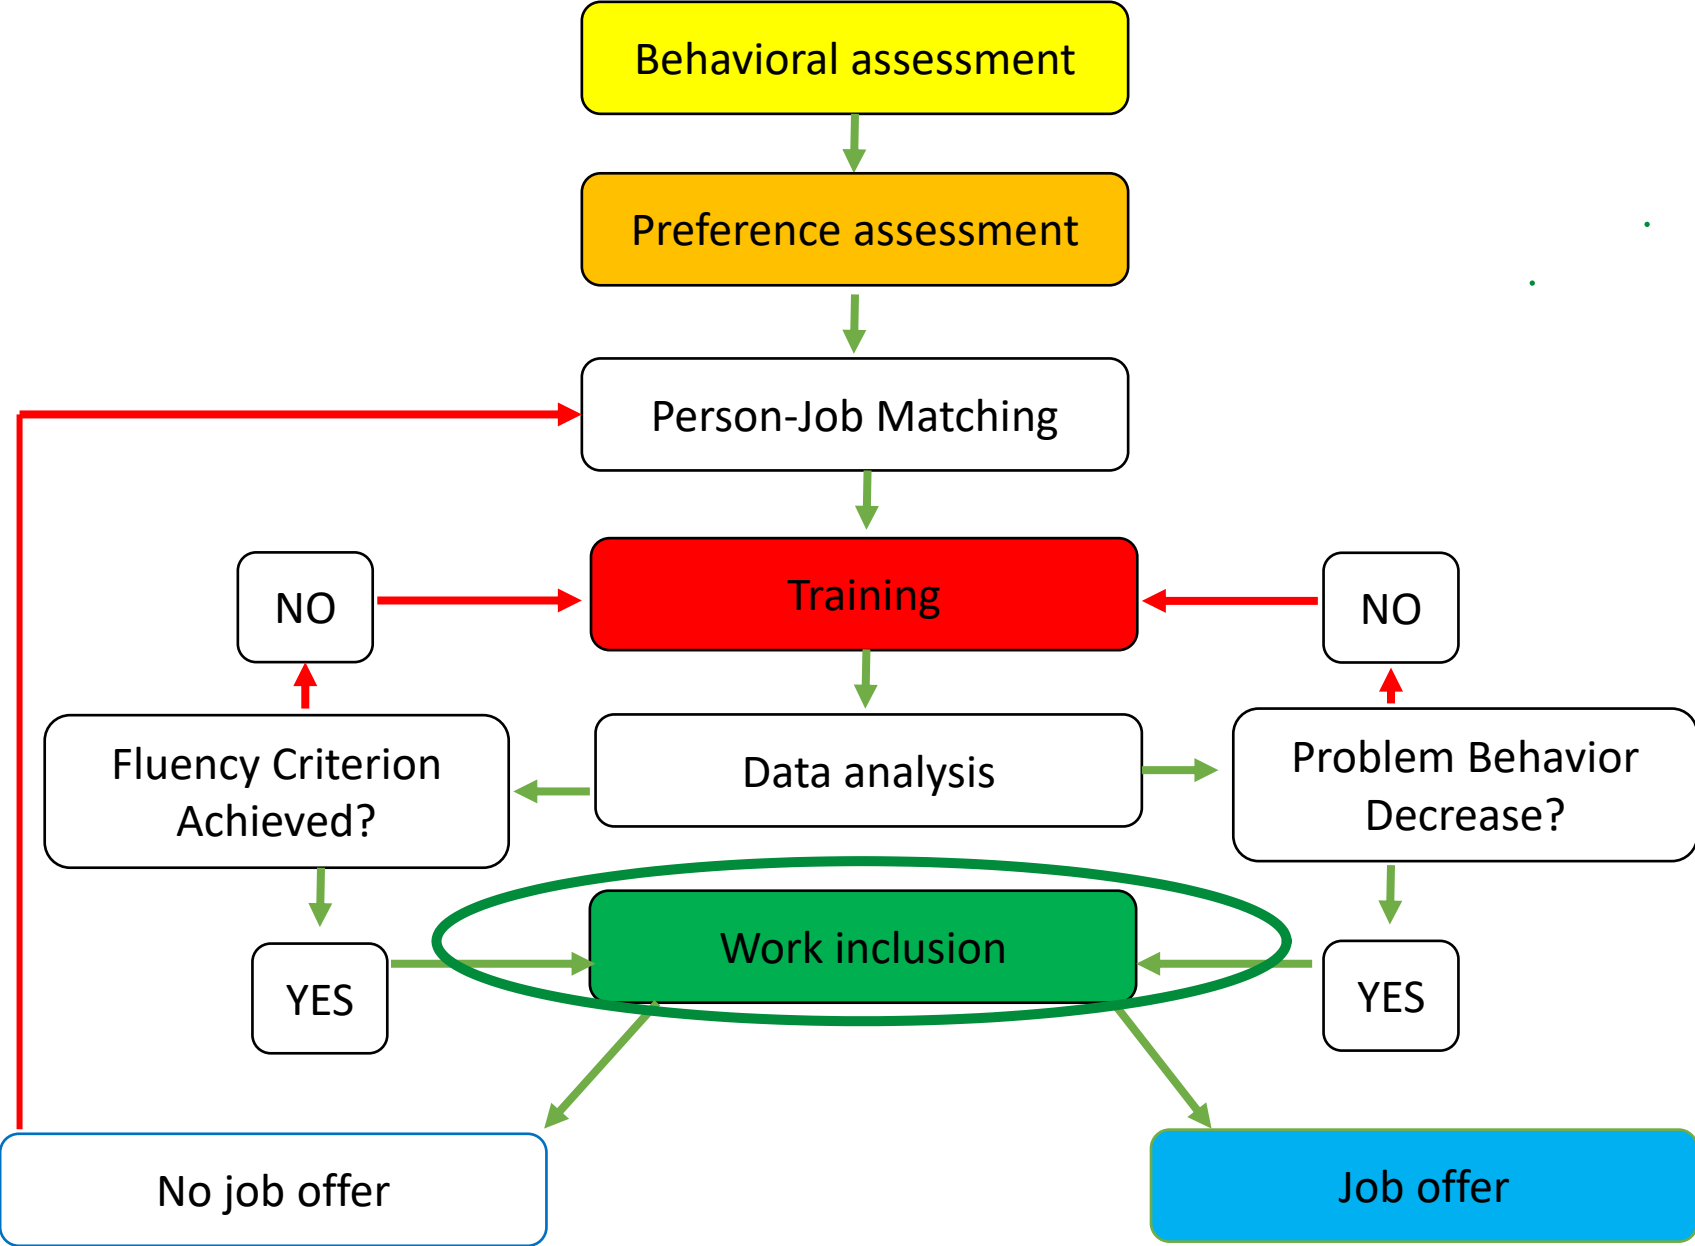 Behavioral assessment
Preference assessment
Person-Job Matching
NO
Training
NO
Fluency Criterion
Achieved?
Data analysis
Problem Behavior
Decrease?
YES
Work inclusion
YES
No job offer
Job offer